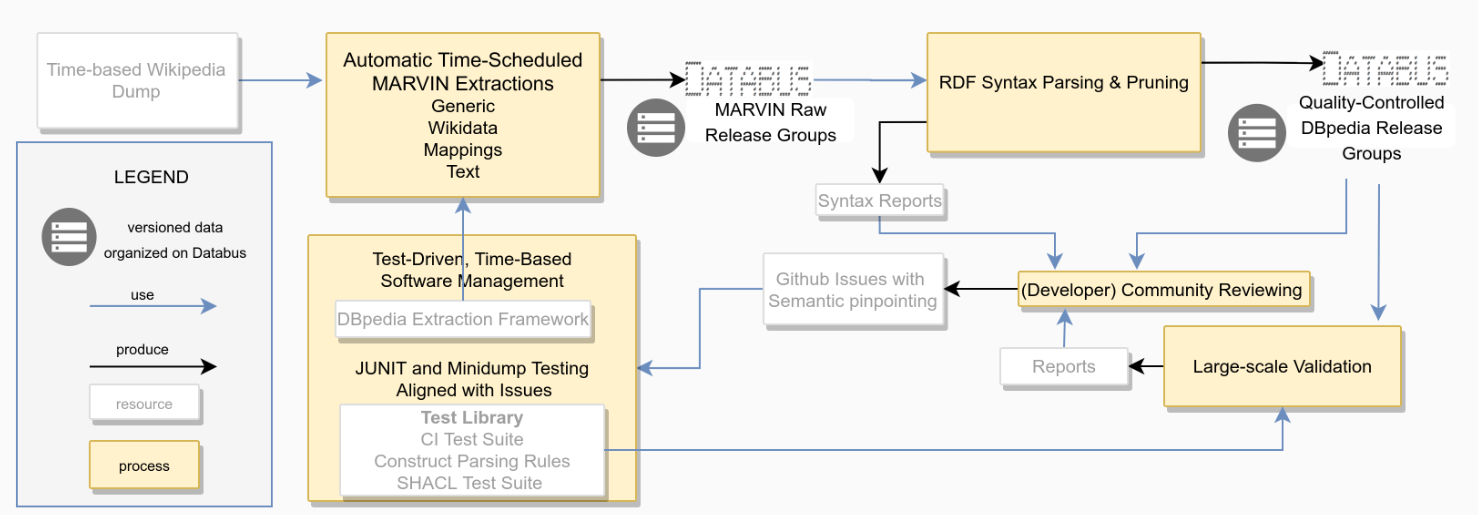 Time-based Wikipedia
Dump
Automatic Time-Scheduled
MARVIN Extractions
Generic
Wikidata
Mappings
Text
DATABUS
MARVIN Raw
Release Groups
RDF Syntax Parsing & Pruning
DATABUS
Quality-Controlled
DBpedia Release
Groups
LEGEND
versioned data
organized on Databus
use
produce
resource
process
Syntax Reports
Test-Driven, Time-Based
Software Management
DBpedia Extraction Framework
JUNIT and Minidump Testing
Aligned with Issues
Test Library
CI Test Suite
Construct Parsing Rules
SHACL Test Suite
Github Issues with
Semantic pinpointing
(Developer) Community Reviewing
Reports
Large-scale Validation